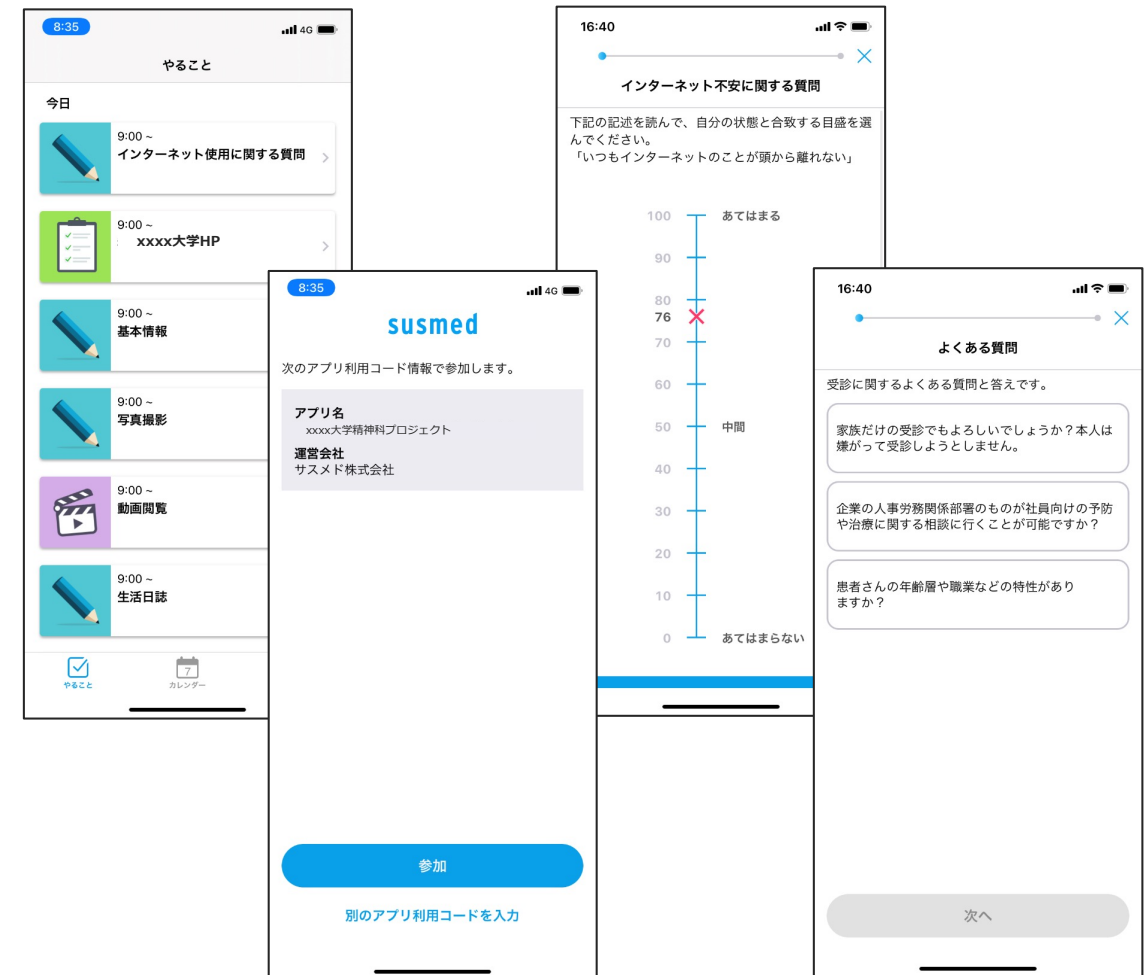 8:35
4G
やること
今日
9:00 ~
インターネット使用に関する質問
9:00 ~
xxxx大学HP
9:00 ~
基本情報
9:00 ~
写真撮影
9:00 ~
動画閲覧
9:00 ~
生活日誌
やること
7
カレンダー
8:35
4G
susmed
次のアプリ利用コード情報で参加します。
アプリ名
xxxx大学精神科プロジェクト
運営会社
サスメド株式会社
参加
別のアプリ利用コードを入力
16:40
インターネット不安に関する質問
下記の記述を読んで、自分の状態と合致する目盛を選
んでください。
「いつもインターネットのことが頭から離れない」
100 あてはまる
90
80
76
70
60
50 中間
40
30
20
10
0 あてはまらない
16:40
よくある質問
受診に関するよくある質問と答えです。
家族だけの受診でもよろしいでしょうか？本人は
嫌がって受診しようとしません。
企業の人事労務関係部署のものが社員向けの予防
や治療に関する相談に行くことが可能ですか？
患者さんの年齢層や職業などの特性があり
ますか？
次へ